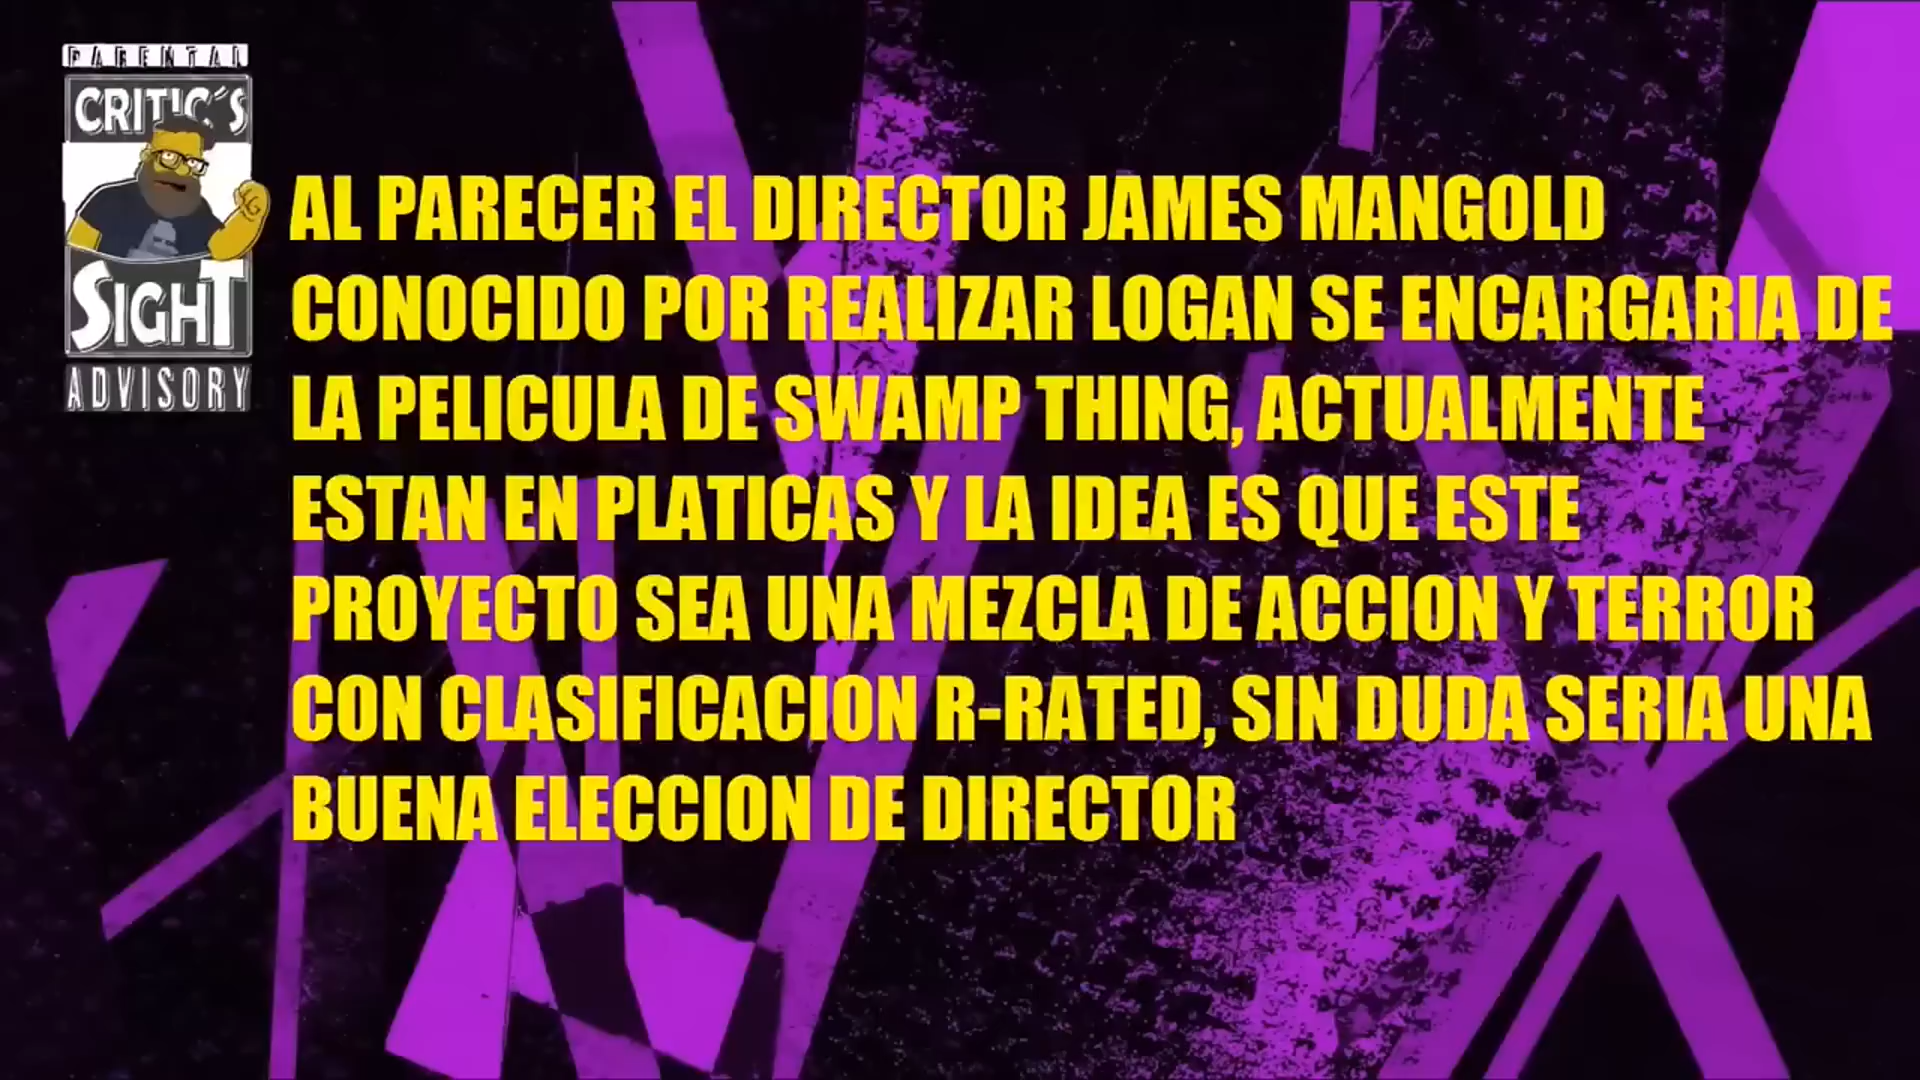 PARENTAL
CRITIC´S
SIGHT
ADVISORY
AL PARECER EL DIRECTOR JAMES MANGOLD
CONOCIDO POR REALIZAR LOGAN SE ENCARGARIA DE
LA PELICULA DE SWAMP THING, ACTUALMENTE
ESTAN EN PLATICAS Y LA IDEA ES QUE ESTE
PROYECTO SEA UNA MEZCLA DE ACCION Y TERROR
CON CLASIFICACION R-RATED, SIN DUDA SERIA UNA
BUENA ELECCION DE DIRECTOR